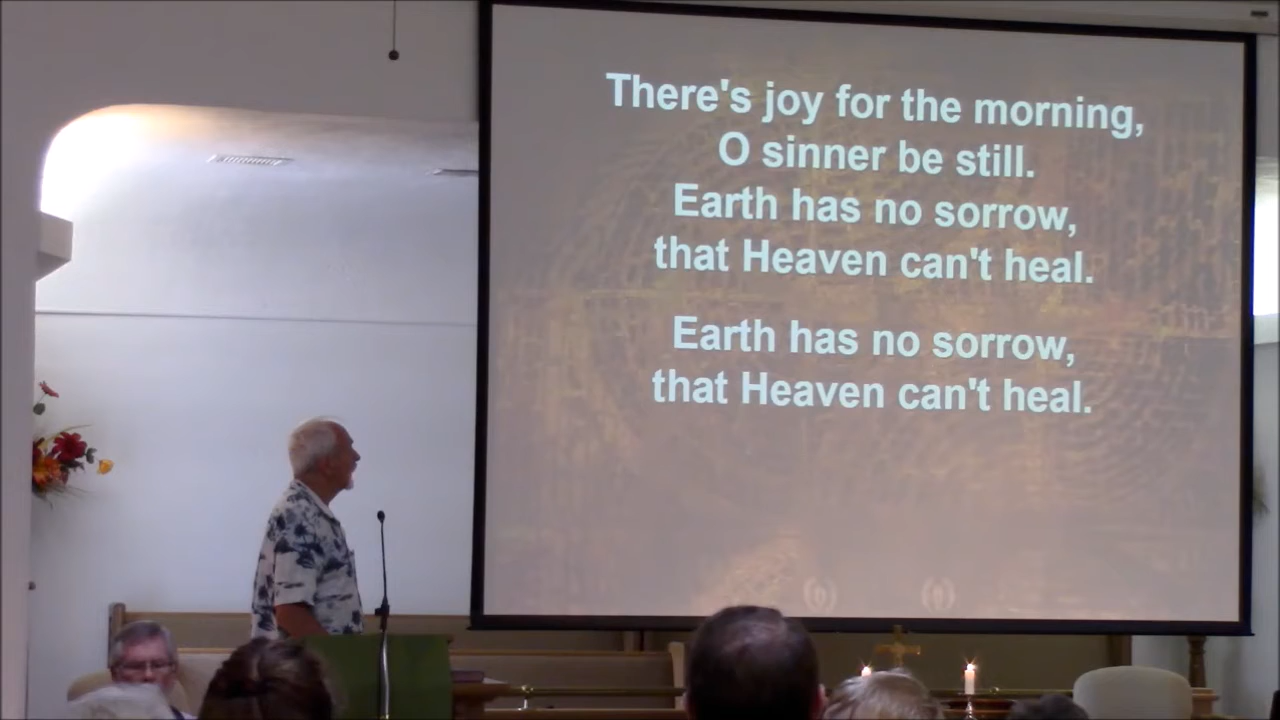 There's joy for the morning,
O sinner be still.
Earth has no sorrow,
that Heaven can't heal.
Earth has no sorrow,
that Heaven can't heal.